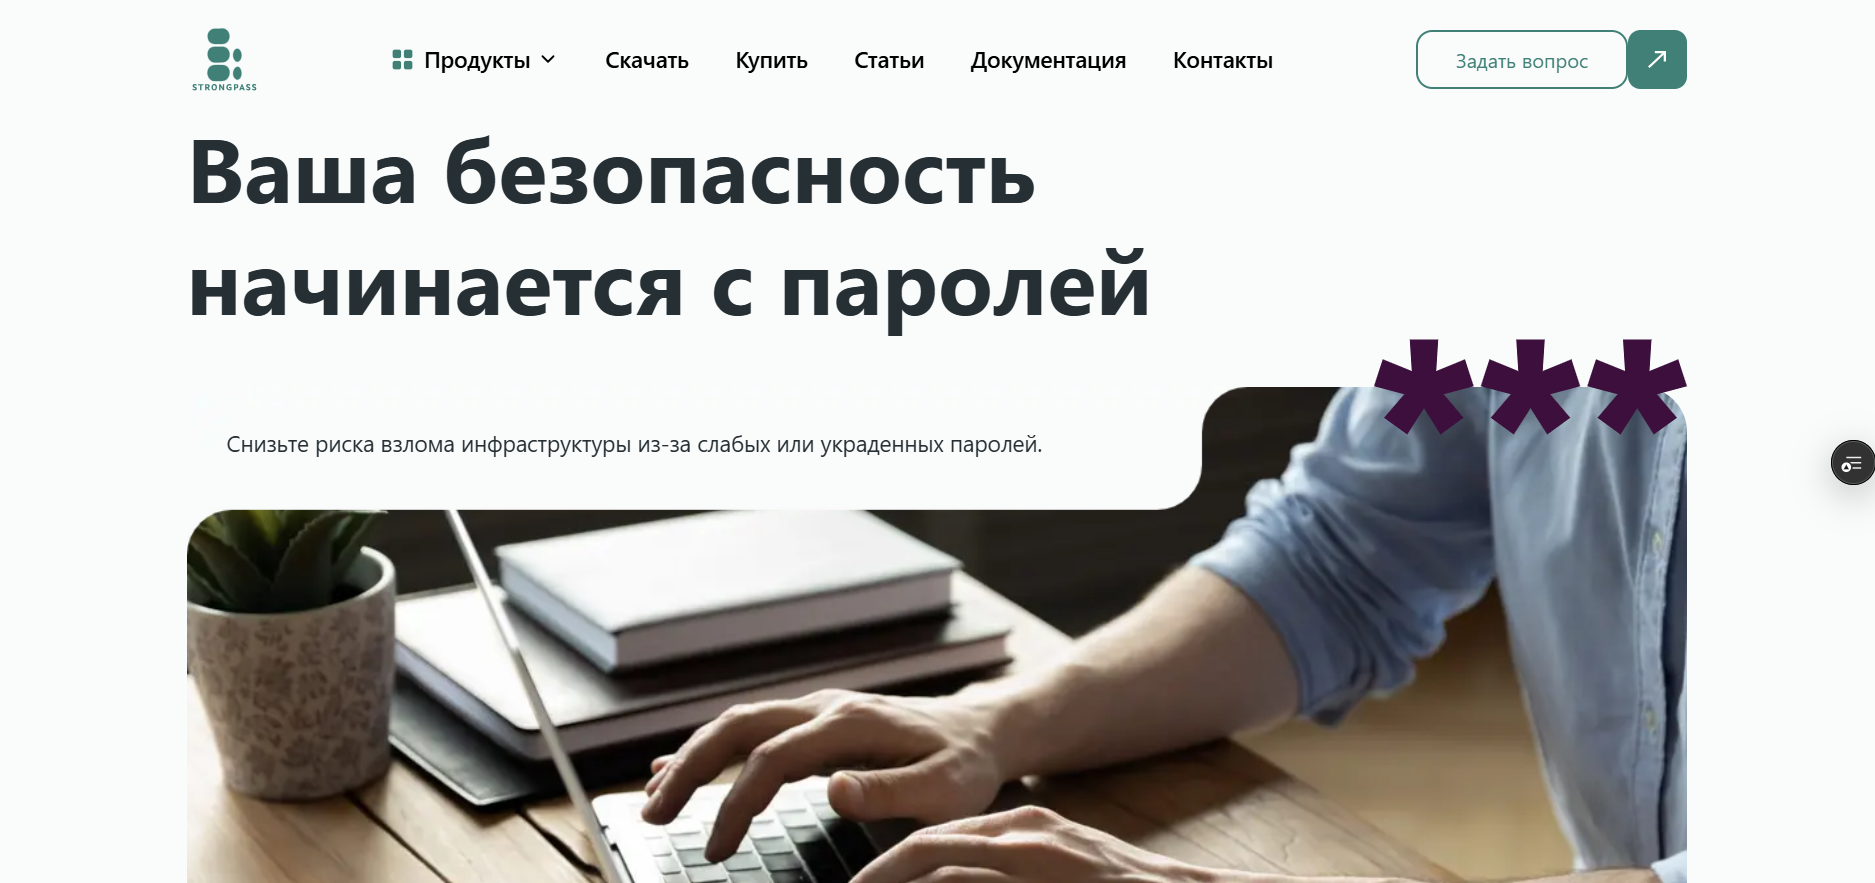 STRONGPASS
Продукты
Скачать
Купить
Статьи
Документация
Контакты
Задать вопрос
Ваша безопасность
начинается с паролей
***
Снизьте риска взлома инфраструктуры из-за слабых или украденных паролей.